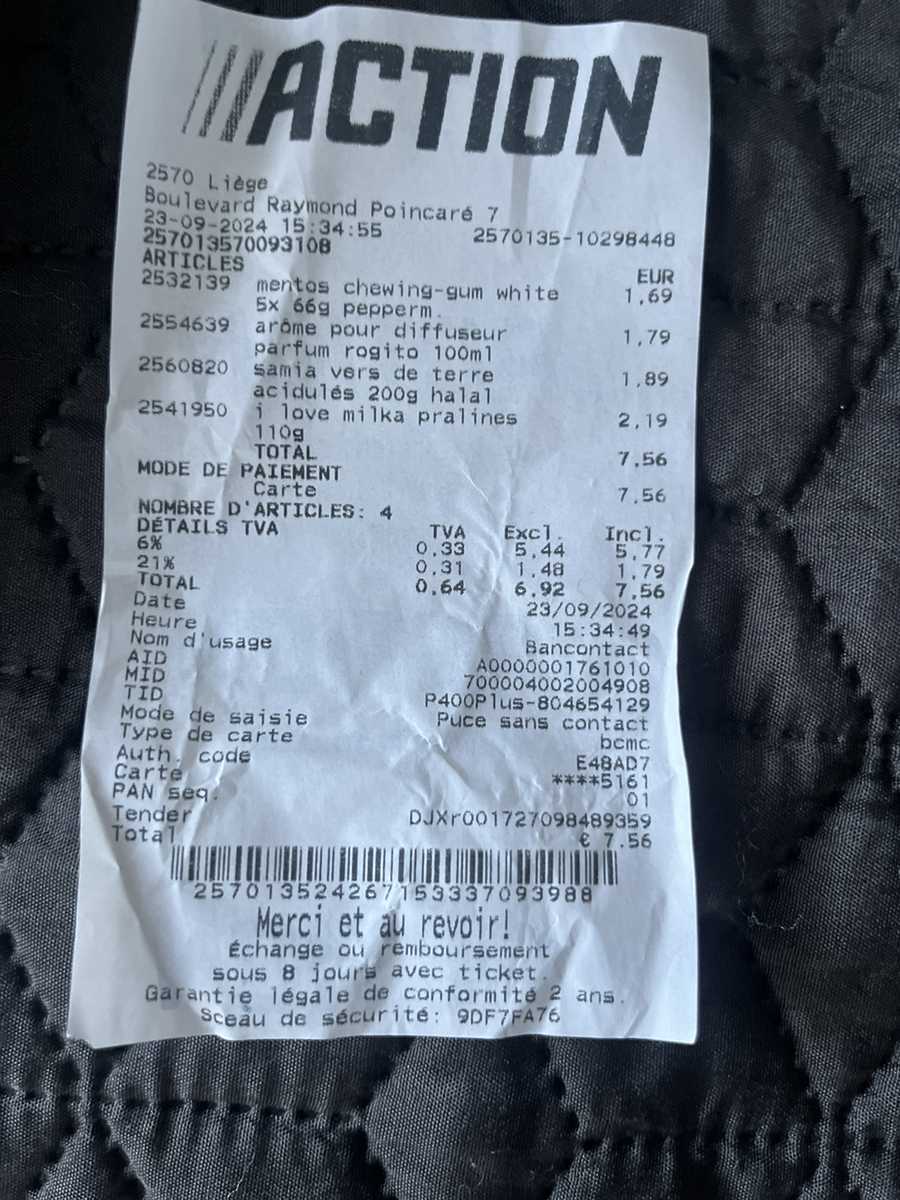 ACTION
2570 Liège
Boulevard Raymond Poincaré 7
23-09-2024 15:34:55 2570135-10298448
257013570093108
ARTICLES EUR
2532139 mentos chewing-gum white 1,69
5x 66g pepperm.
2554639 arôme pour diffuseur 1,79
parfum rogito 100ml
2560820 samia vers de terre 1,89
acidulés 200g halal
2541950 i love milka pralines 2,19
110g
TOTAL 7,56
MODE DE PAIEMENT
Carte 7,56
NOMBRE D'ARTICLES: 4
DÉTAILS TVA TVA Excl. Incl.
6% 0,33 5,44 5,77
21% 0,31 1,48 1,79
TOTAL 0,64 6,92 7,56
Date 23/09/2024
Heure 15:34:49
Nom d'usage Bancontact
AID A0000001761010
MID 700004002004908
TID P400Plus-804654129
Mode de saisie Puce sans contact
Type de carte bcmc
Auth. code E48AD7
Carte ****5161
PAN seq. 01
Tender DJXr001727098489359
Total € 7.56
257013524267153337093988
Merci et au revoir!
Échange ou remboursement
sous 8 jours avec ticket.
Garantie légale de conformité 2 ans.
Sceau de sécurité: 9DF7FA76